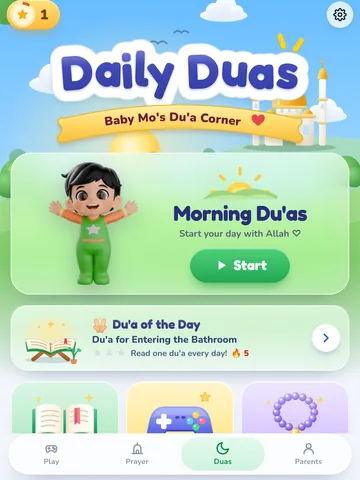 1
Daily Duas
Baby Mo's Du'a Corner
Morning Du'as
Start your day with Allah ♡
Start
Du'a of the Day
Du'a for Entering the Bathroom
Read one du'a every day! 🔥 5
Play
Prayer
Duas
Parents